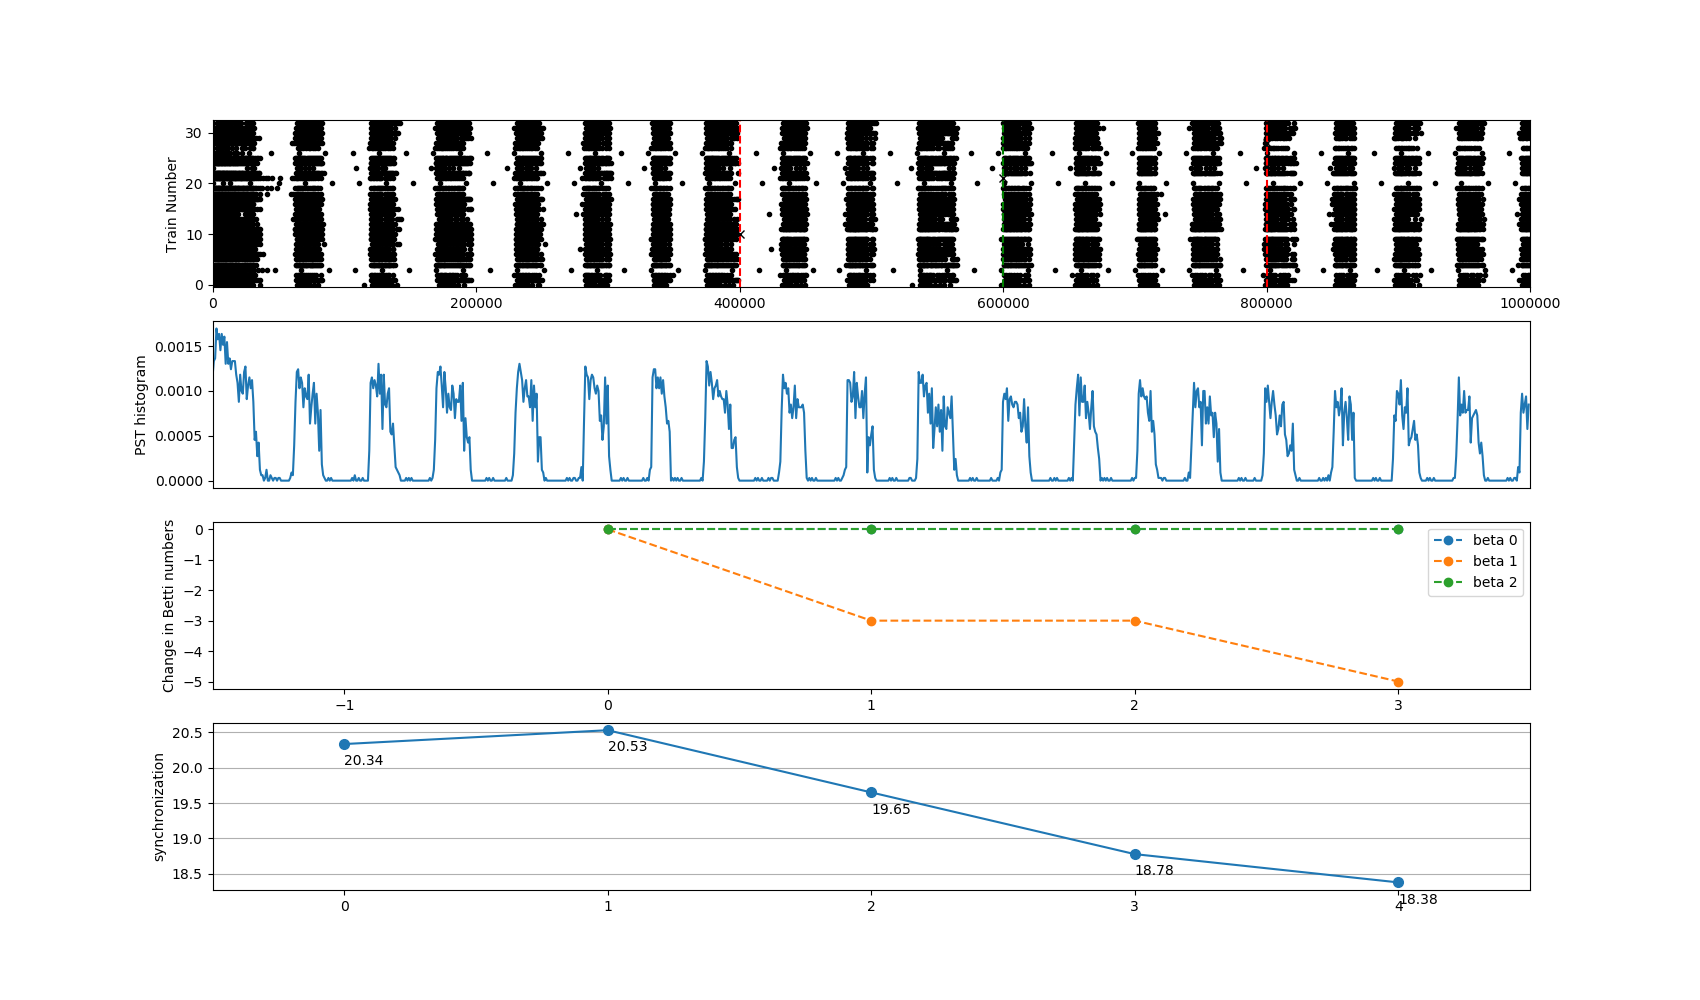 Train Number
30
20
10
0
0 200000 400000 600000 800000 1000000
PST histogram
0.0015
0.0010
0.0005
0.0000
Change in Betti numbers
0
−1
−2
−3
−4
−5
beta 0
beta 1
beta 2
−1 0 1 2 3
synchronization
20.5
20.0
19.5
19.0
18.5
20.34
20.53
19.65
18.78
18.38
0 1 2 3 4